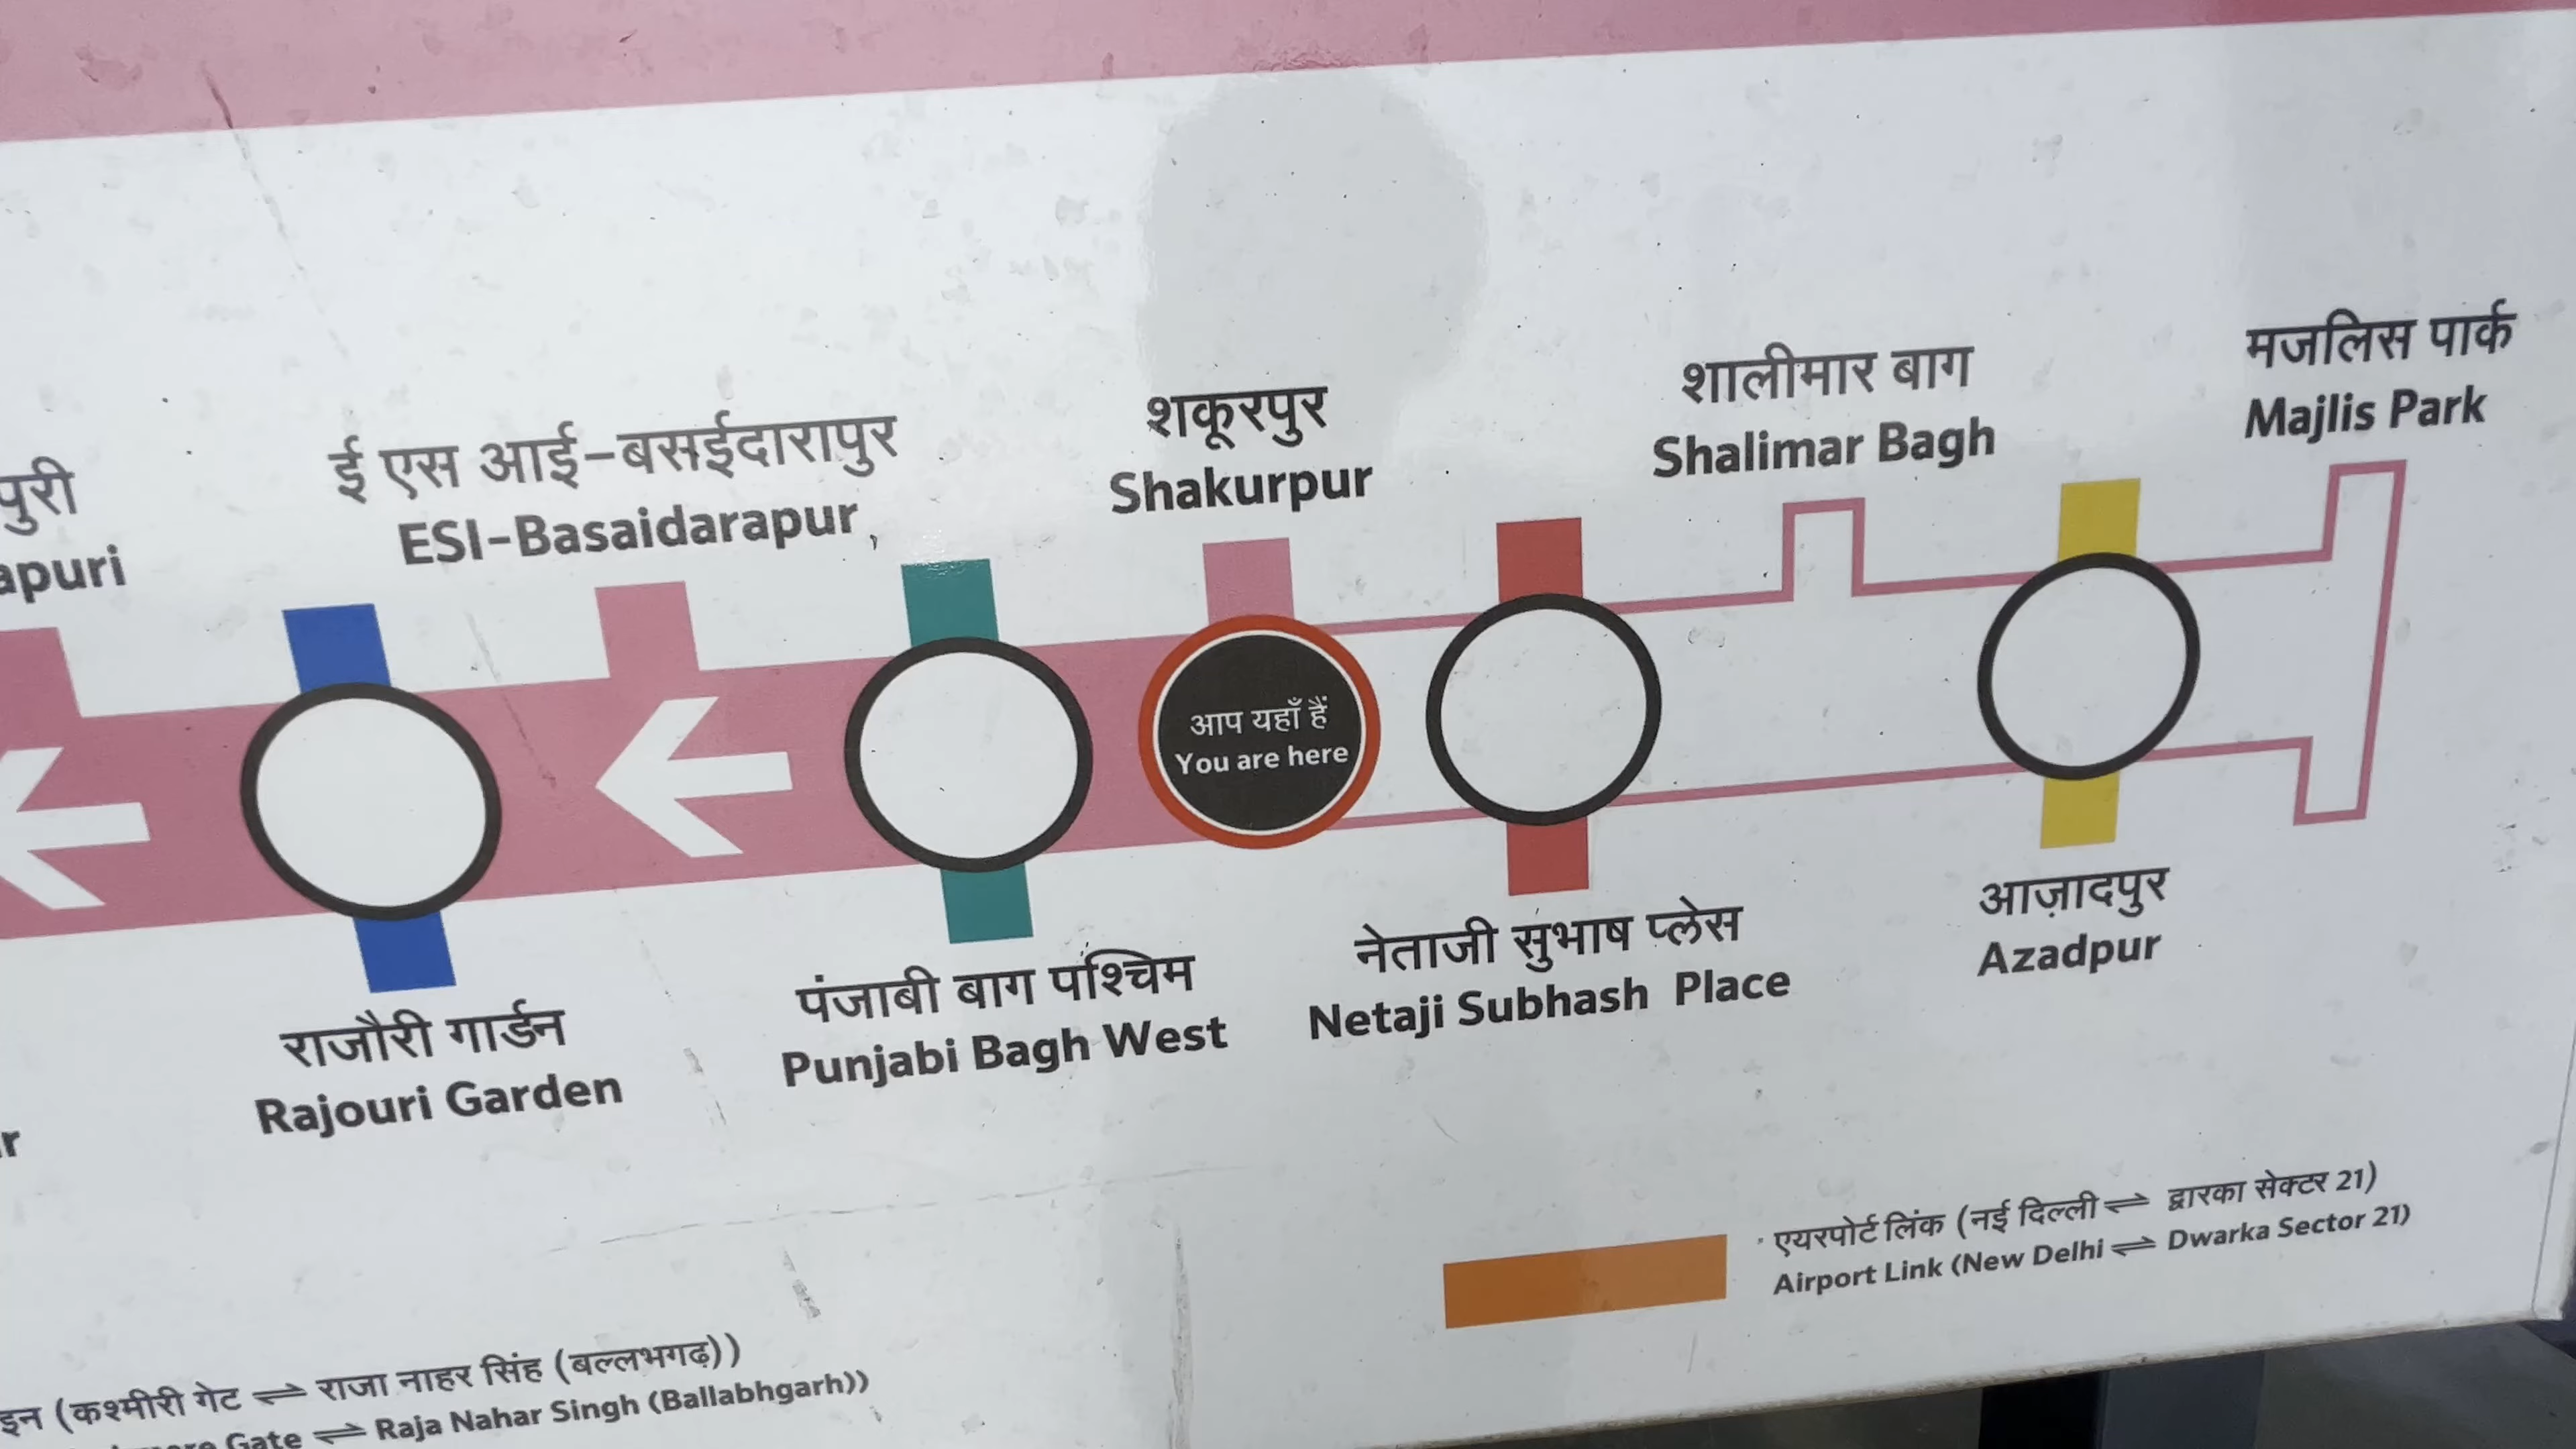 मजलिस पार्क
Majlis Park
शालीमार बाग
Shalimar Bagh
शकूरपुर
Shakurpur
ई एस आई-बसईदारापुर
ESI-Basaidarapur
पुरी
apuri
आप यहाँ हैं
You are here
राजौरी गार्डन
Rajouri Garden
पंजाबी बाग पश्चिम
Punjabi Bagh West
नेताजी सुभाष प्लेस
Netaji Subhash Place
आज़ादपुर
Azadpur
r
एयरपोर्ट लिंक (नई दिल्ली ⇌ द्वारका सेक्टर 21)
Airport Link (New Delhi ⇌ Dwarka Sector 21)
इन (कश्मीरी गेट ⇌ राजा नाहर सिंह (बल्लभगढ़))
Gate ⇌ Raja Nahar Singh (Ballabhgarh))